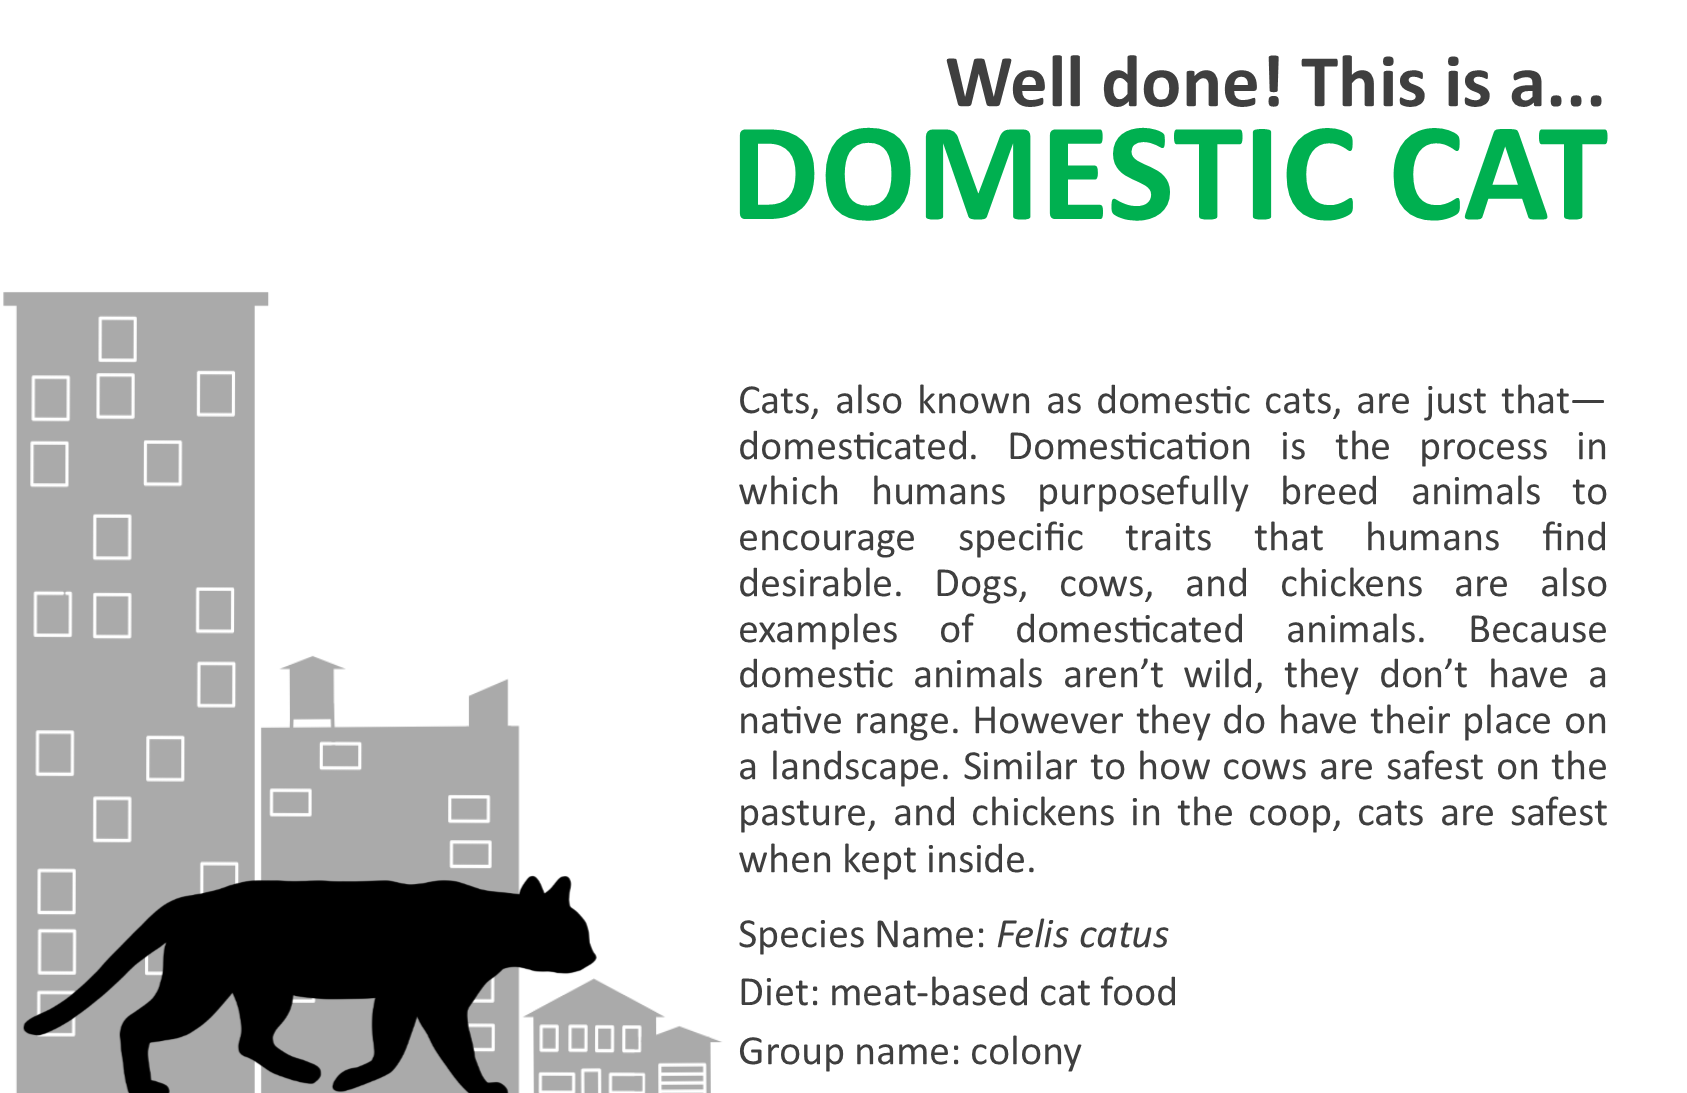 Well done! This is a...
DOMESTIC CAT
Cats, also known as domestic cats, are just that—
domesticated. Domestication is the process in
which humans purposefully breed animals to
encourage specific traits that humans find
desirable. Dogs, cows, and chickens are also
examples of domesticated animals. Because
domestic animals aren’t wild, they don’t have a
native range. However they do have their place on
a landscape. Similar to how cows are safest on the
pasture, and chickens in the coop, cats are safest
when kept inside.
Species Name: Felis catus
Diet: meat-based cat food
Group name: colony